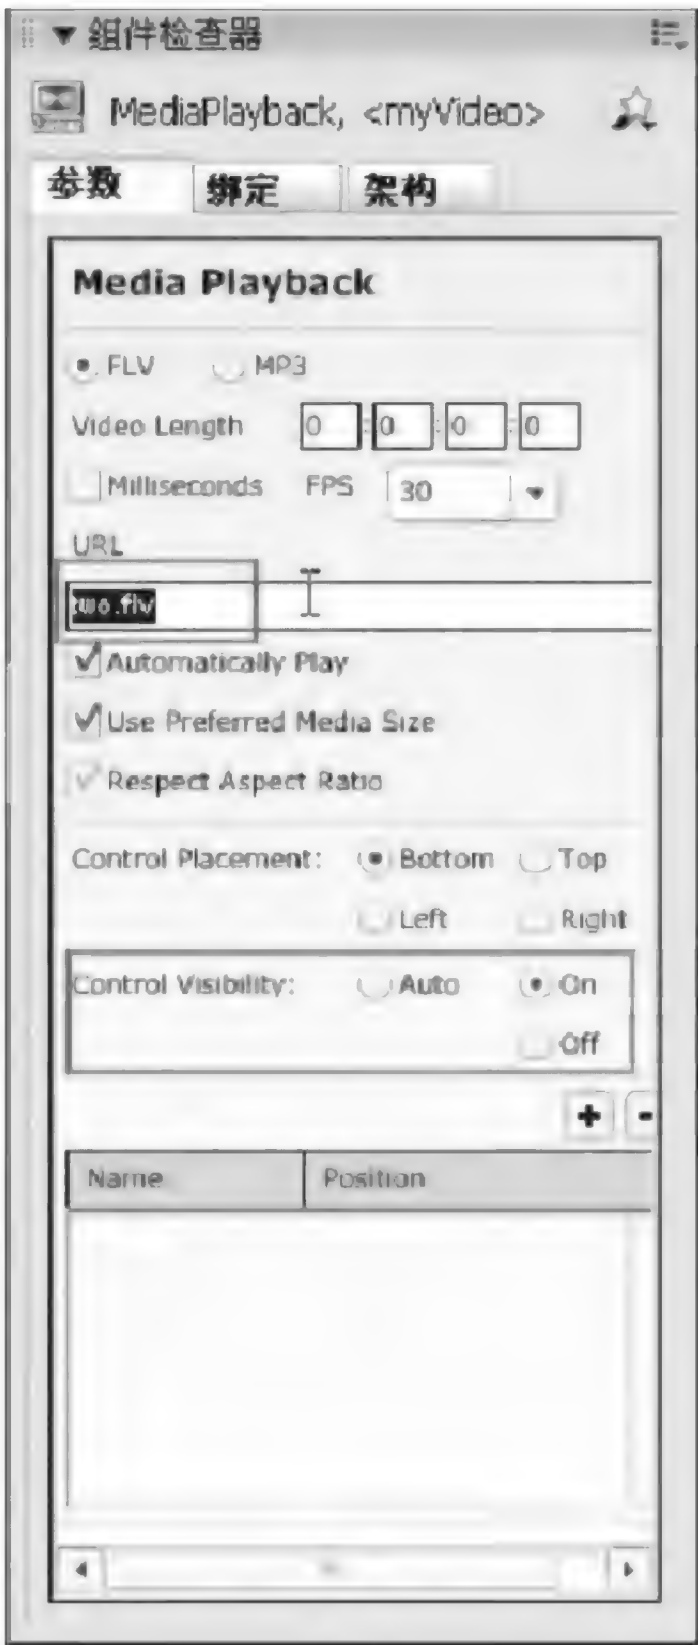 组件检查器
MediaPlayback, <myVideo>
参数 绑定 架构
Media Playback
FLV MP3
Video Length 0 : 0 : 0 : 0
Milliseconds FPS 30
URL
two.flv
Automatically Play
Use Preferred Media Size
Respect Aspect Ratio
Control Placement: Bottom Top
Left Right
Control Visibility: Auto On
Off
Name Position